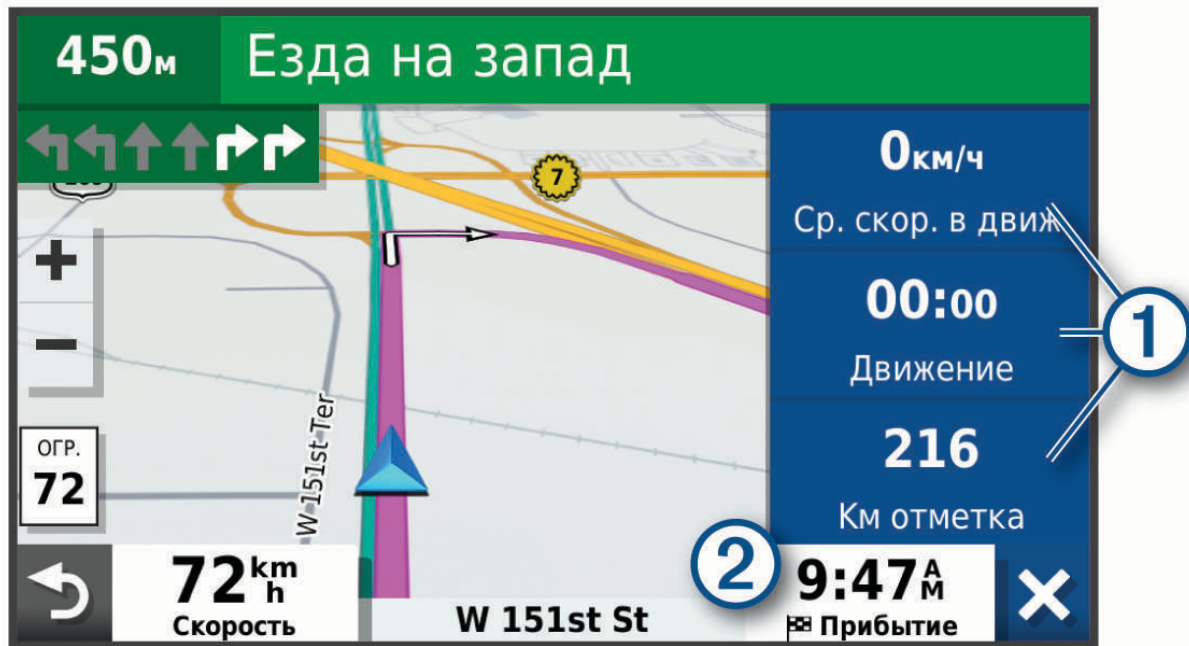 450м Езда на запад
7
ОГР.
72
W 151st Ter
0км/ч
Ср. скор. в движ
00:00
Движение
216
Км отметка
1
2
72 km h
Скорость
W 151st St
9:47 AM
Прибытие